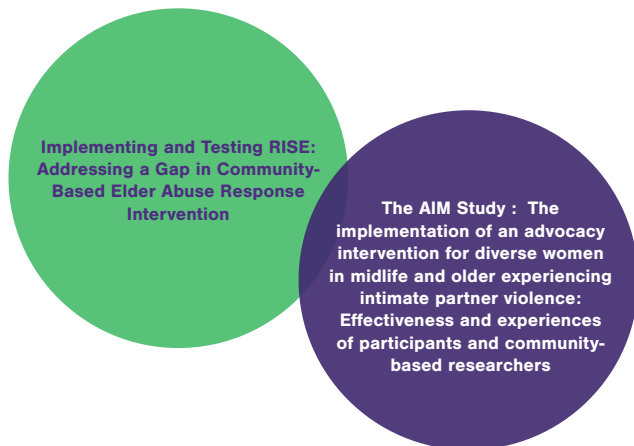 Implementing and Testing RISE:
Addressing a Gap in Community-
Based Elder Abuse Response
Intervention
The AIM Study : The
implementation of an advocacy
intervention for diverse women
in midlife and older experiencing
intimate partner violence:
Effectiveness and experiences
of participants and community-
based researchers